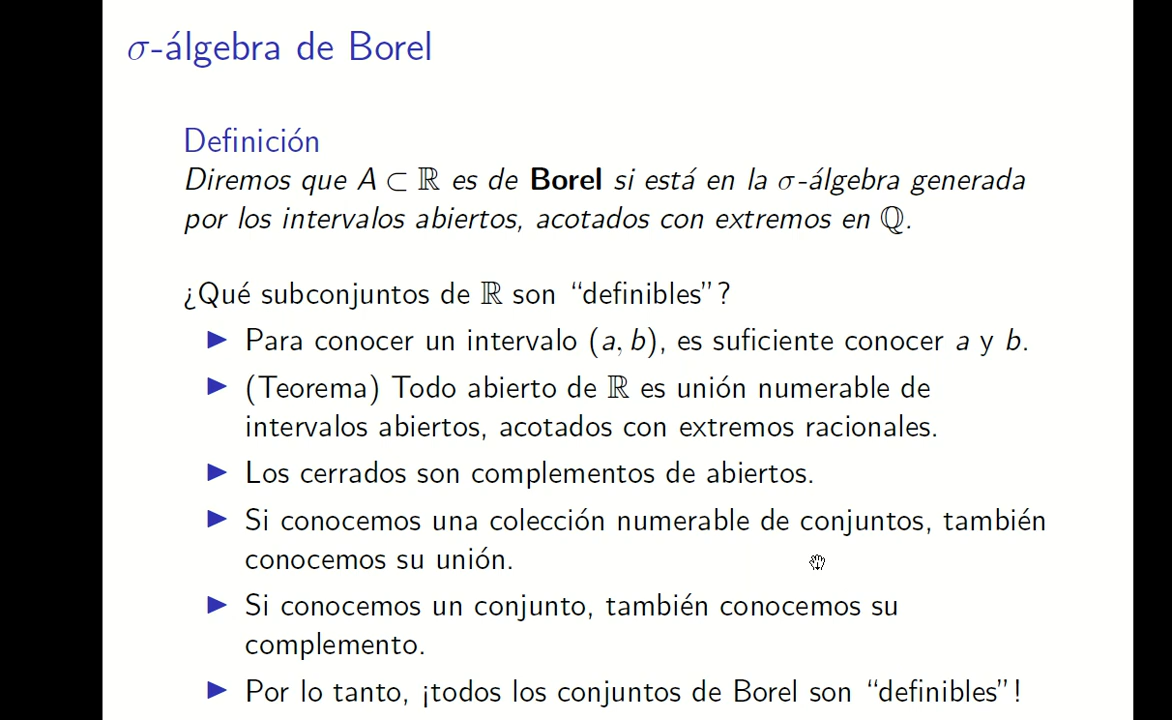 σ-álgebra de Borel
Definición
Diremos que A ⊂ ℝ es de Borel si está en la σ-álgebra generada
por los intervalos abiertos, acotados con extremos en ℚ.
¿Qué subconjuntos de ℝ son “definibles”?
▶ Para conocer un intervalo (a, b), es suficiente conocer a y b.
▶ (Teorema) Todo abierto de ℝ es unión numerable de
intervalos abiertos, acotados con extremos racionales.
▶ Los cerrados son complementos de abiertos.
▶ Si conocemos una colección numerable de conjuntos, también
conocemos su unión.
▶ Si conocemos un conjunto, también conocemos su
complemento.
▶ Por lo tanto, ¡todos los conjuntos de Borel son “definibles”!